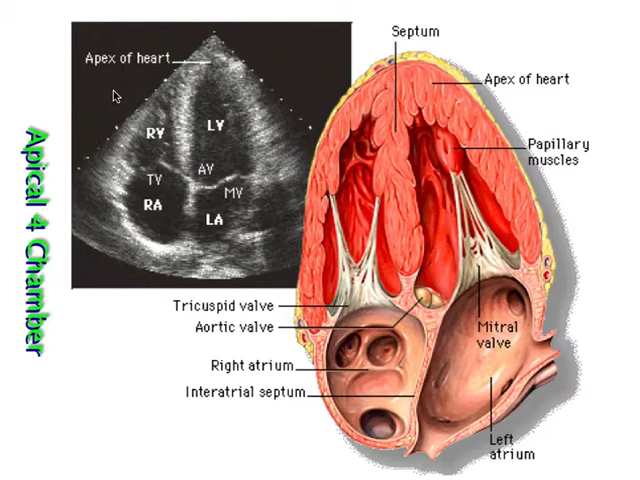 Apical 4 Chamber
Apex of heart
RV
LV
AV
TV
MV
RA
LA
Septum
Apex of heart
Papillary
muscles
Tricuspid valve
Aortic valve
Mitral
valve
Right atrium
Interatrial septum
Left
atrium